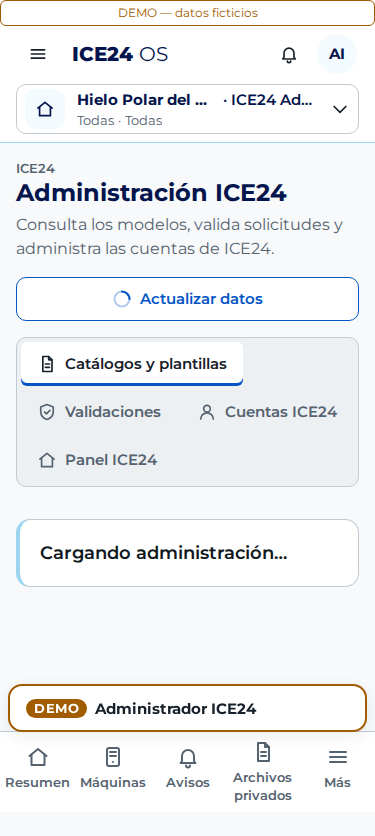 DEMO — datos ficticios
ICE24 OS
AI
Hielo Polar del ... · ICE24 Ad...
Todas · Todas
ICE24
Administración ICE24
Consulta los modelos, valida solicitudes y
administra las cuentas de ICE24.
Actualizar datos
Catálogos y plantillas
Validaciones
Cuentas ICE24
Panel ICE24
Cargando administración...
DEMO Administrador ICE24
Resumen
Máquinas
Avisos
Archivos
privados
Más